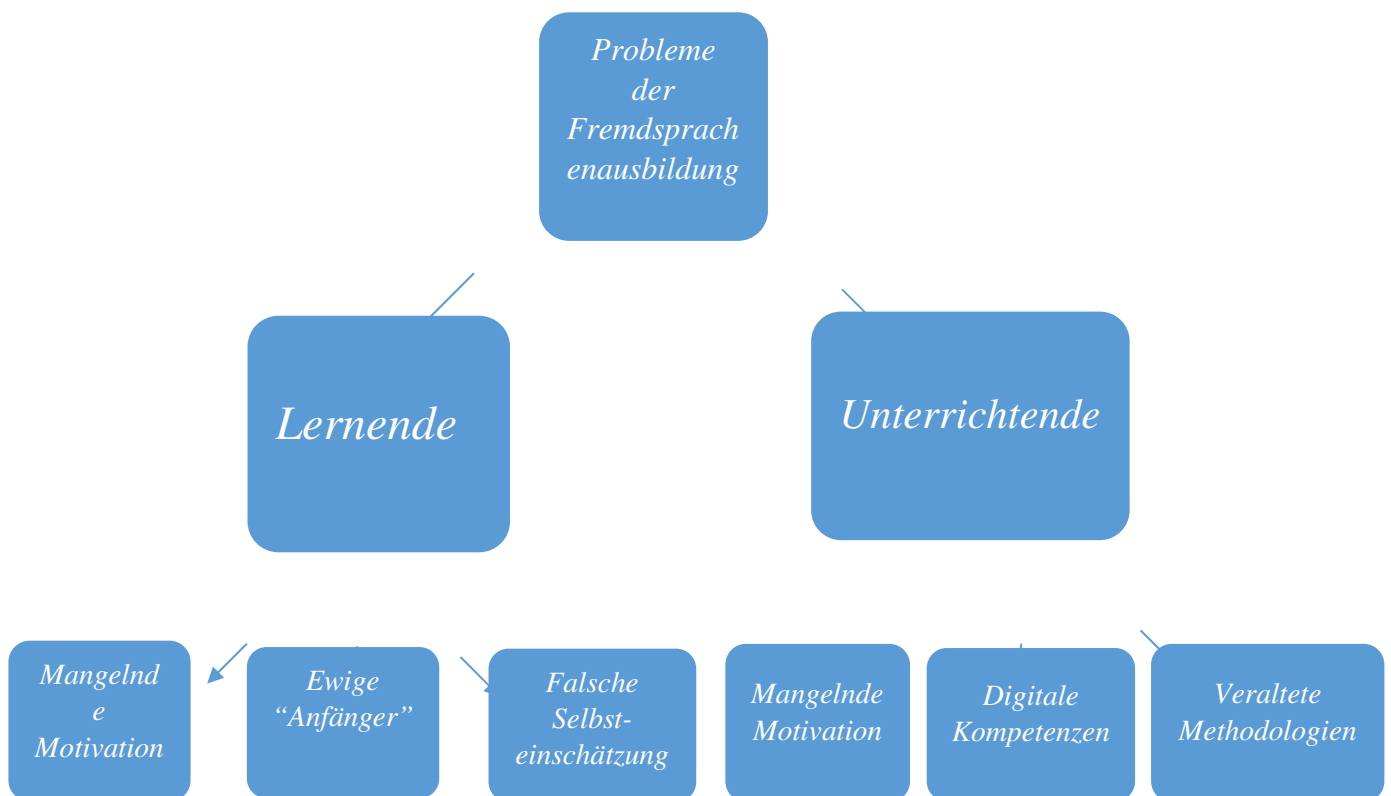 Probleme
der
Fremdsprach
enausbildung
Lernende
Unterrichtende
Mangelnd
e
Motivation
Ewige
“Anfänger”
Falsche
Selbst-
einschätzung
Mangelnde
Motivation
Digitale
Kompetenzen
Veraltete
Methodologien